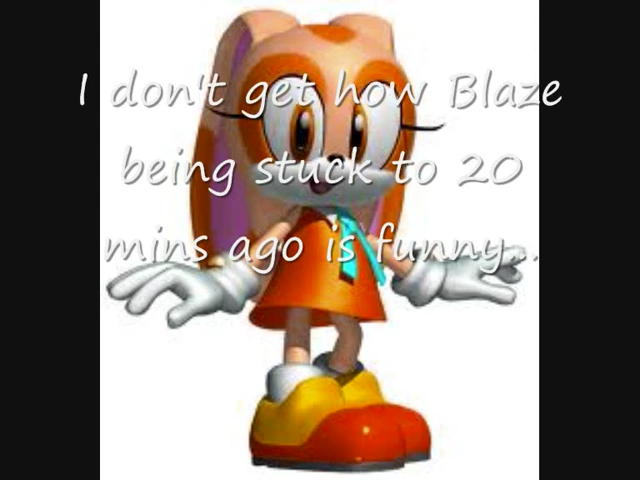 I don't get how Blaze
being stuck to 20
mins ago is funny...